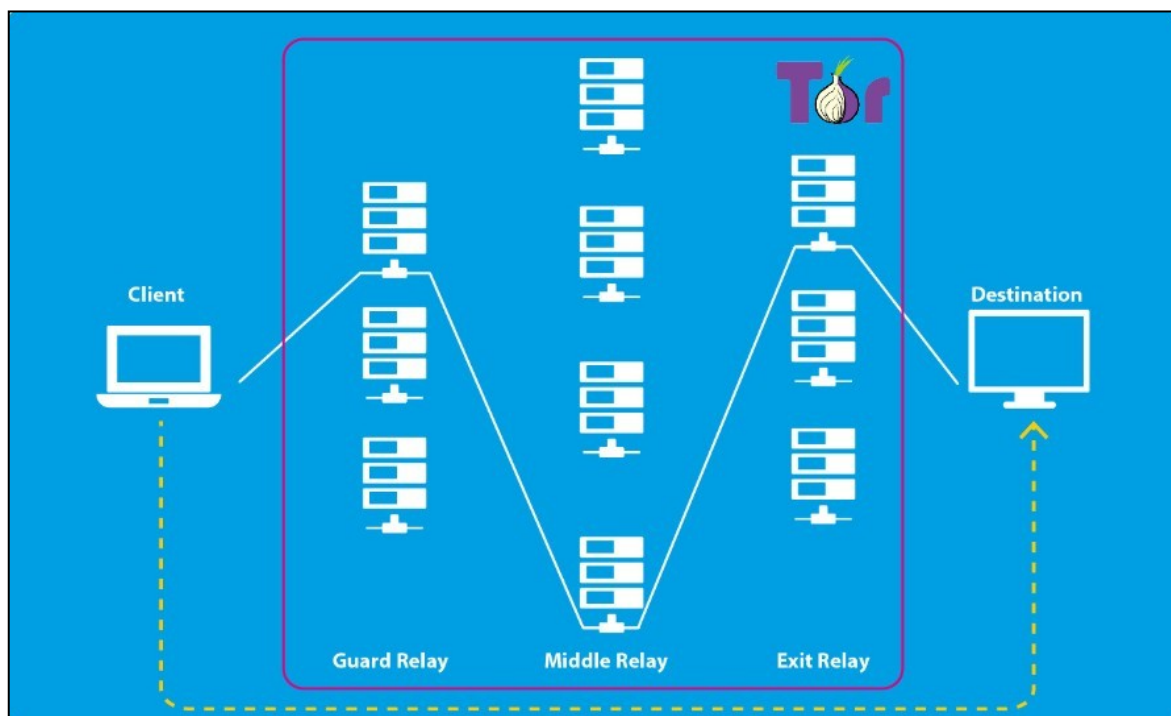 Tor
Client
Destination
Guard Relay
Middle Relay
Exit Relay